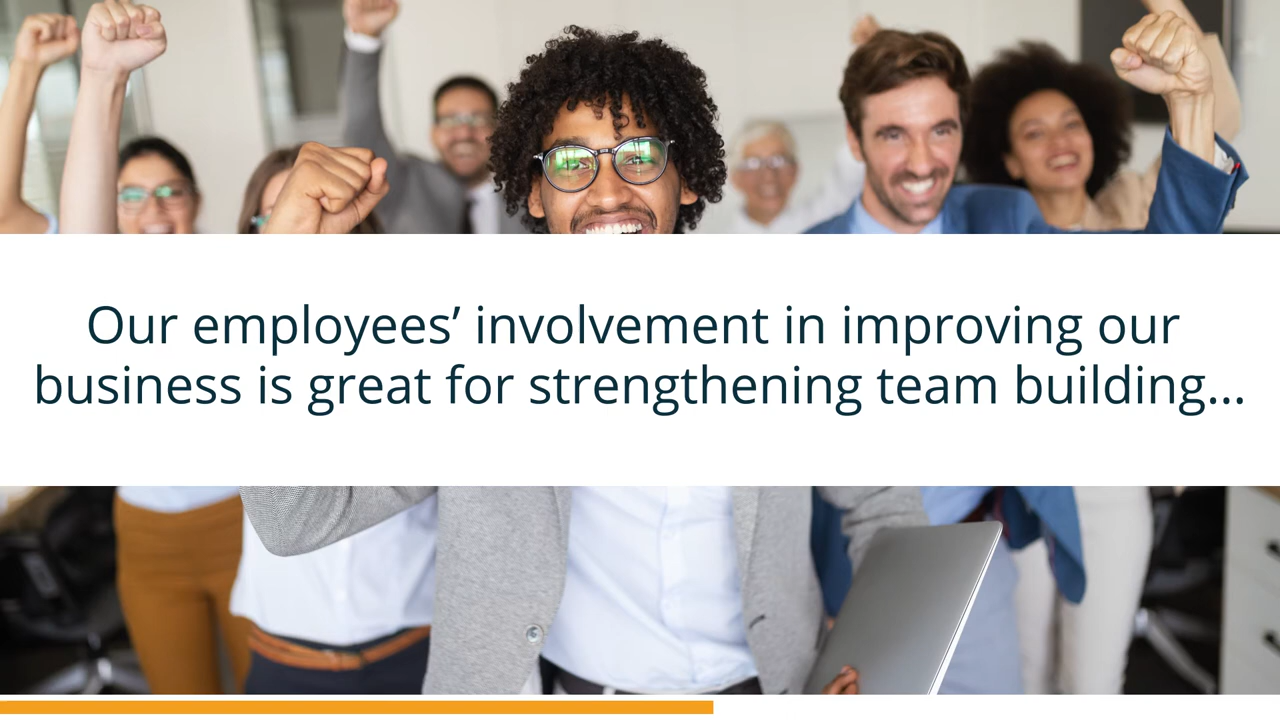 Our employees’ involvement in improving our
business is great for strengthening team building...